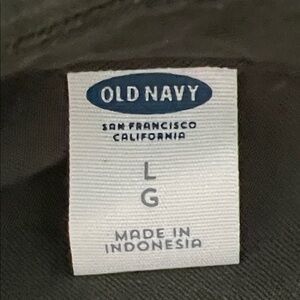 OLD NAVY
SAN FRANCISCO
CALIFORNIA
L
G
MADE IN
INDONESIA